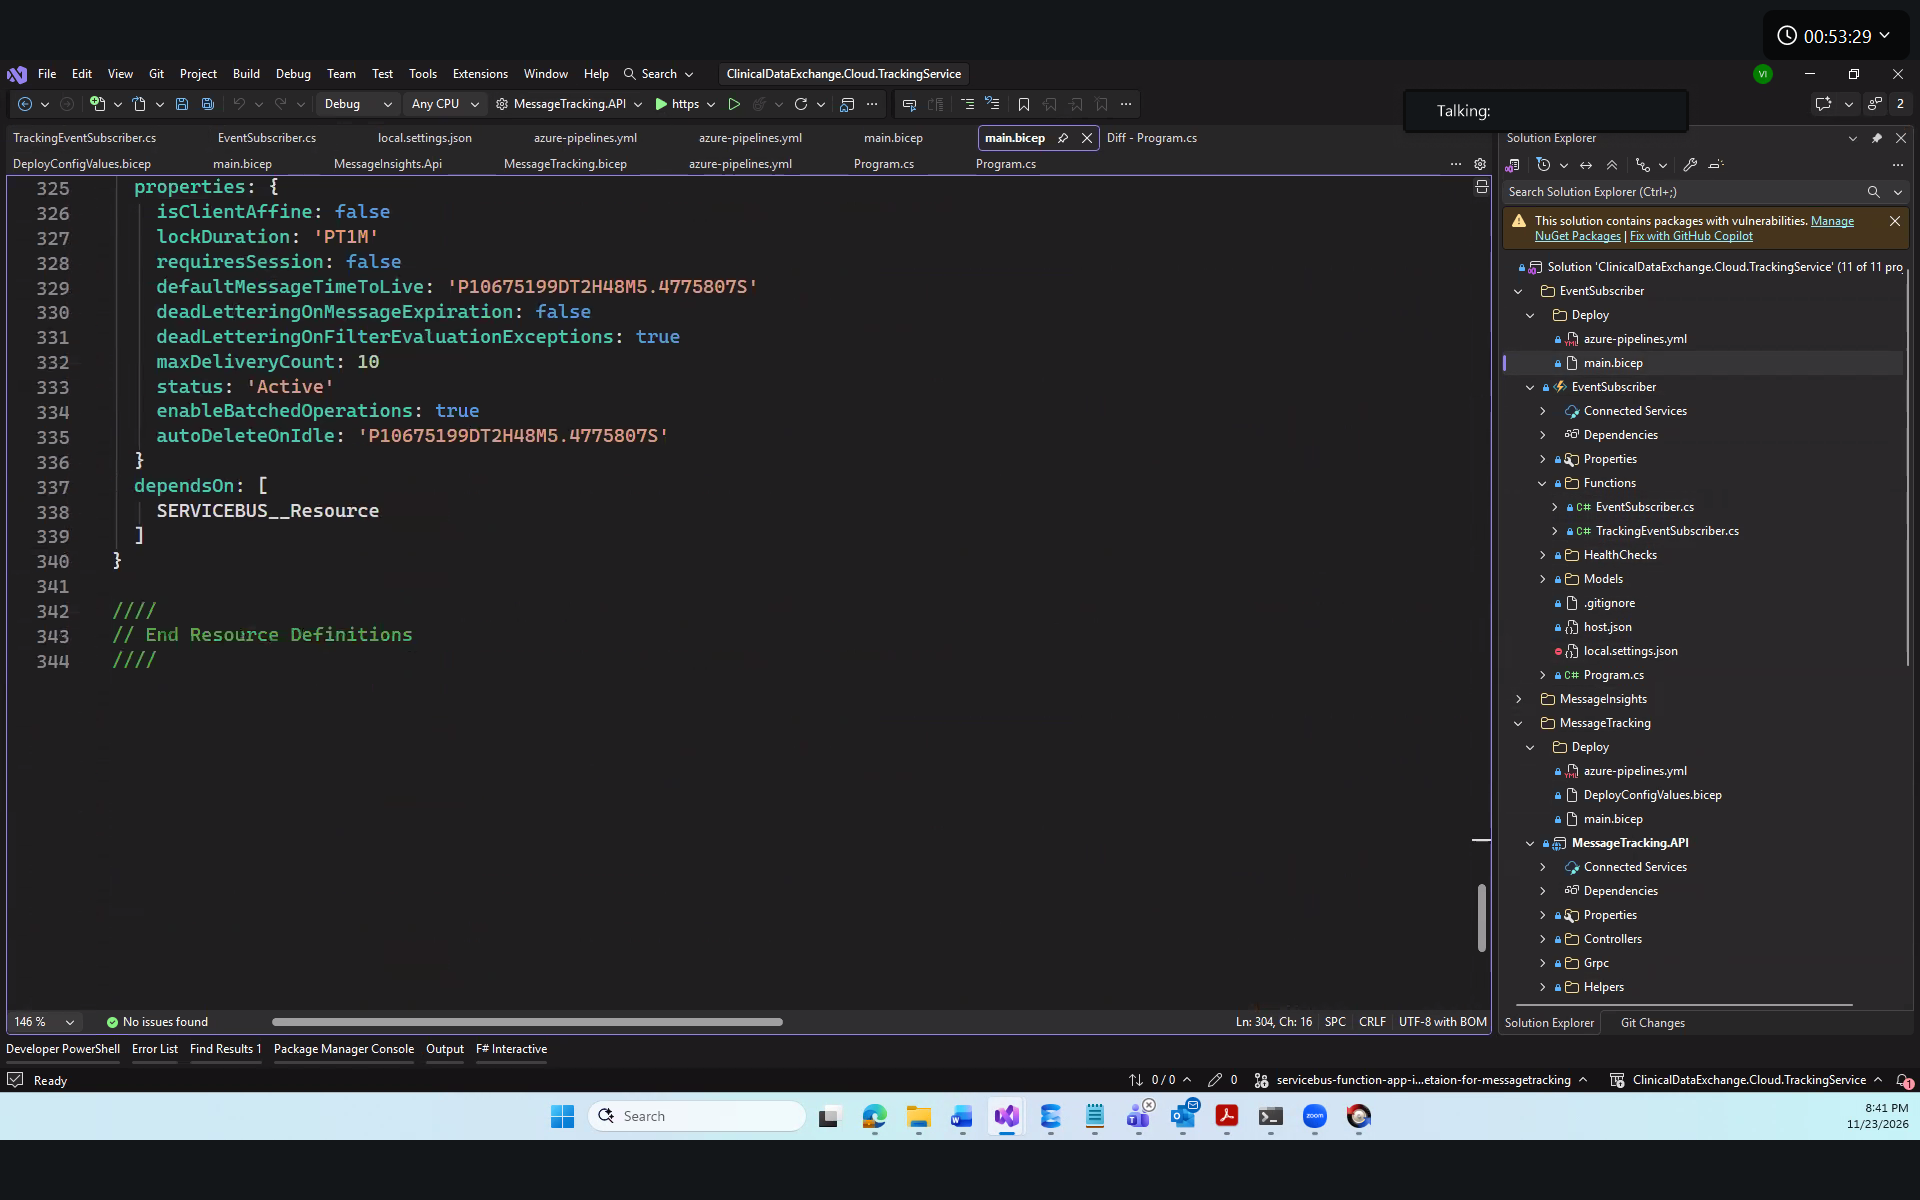 00:53:29
File Edit View Git Project Build Debug Team Test Tools Extensions Window Help Search ClinicalDataExchange.Cloud.TrackingService
VI
Debug Any CPU MessageTracking.API https
2
Talking:
TrackingEventSubscriber.cs EventSubscriber.cs local.settings.json azure-pipelines.yml azure-pipelines.yml main.bicep main.bicep Diff - Program.cs
DeployConfigValues.bicep main.bicep MessageInsights.Api MessageTracking.bicep azure-pipelines.yml Program.cs Program.cs
325 properties: {
326 isClientAffine: false
327 lockDuration: 'PT1M'
328 requiresSession: false
329 defaultMessageTimeToLive: 'P10675199DT2H48M5.4775807S'
330 deadLetteringOnMessageExpiration: false
331 deadLetteringOnFilterEvaluationExceptions: true
332 maxDeliveryCount: 10
333 status: 'Active'
334 enableBatchedOperations: true
335 autoDeleteOnIdle: 'P10675199DT2H48M5.4775807S'
336 }
337 dependsOn: [
338 SERVICEBUS__Resource
339 ]
340 }
341
342 ////
343 // End Resource Definitions
344 ////
146 % No issues found Ln: 304, Ch: 16 SPC CRLF UTF-8 with BOM
Solution Explorer
Search Solution Explorer (Ctrl+;)
This solution contains packages with vulnerabilities. Manage
NuGet Packages | Fix with GitHub Copilot
Solution 'ClinicalDataExchange.Cloud.TrackingService' (11 of 11 pro
EventSubscriber
Deploy
azure-pipelines.yml
main.bicep
EventSubscriber
Connected Services
Dependencies
Properties
Functions
C# EventSubscriber.cs
C# TrackingEventSubscriber.cs
HealthChecks
Models
.gitignore
host.json
local.settings.json
C# Program.cs
MessageInsights
MessageTracking
Deploy
azure-pipelines.yml
DeployConfigValues.bicep
main.bicep
MessageTracking.API
Connected Services
Dependencies
Properties
Controllers
Grpc
Helpers
Solution Explorer Git Changes
Developer PowerShell Error List Find Results 1 Package Manager Console Output F# Interactive
Ready 0 / 0 0 servicebus-function-app-i...etaion-for-messagetracking ClinicalDataExchange.Cloud.TrackingService 1
Search
zoom
8:41 PM
11/23/2026